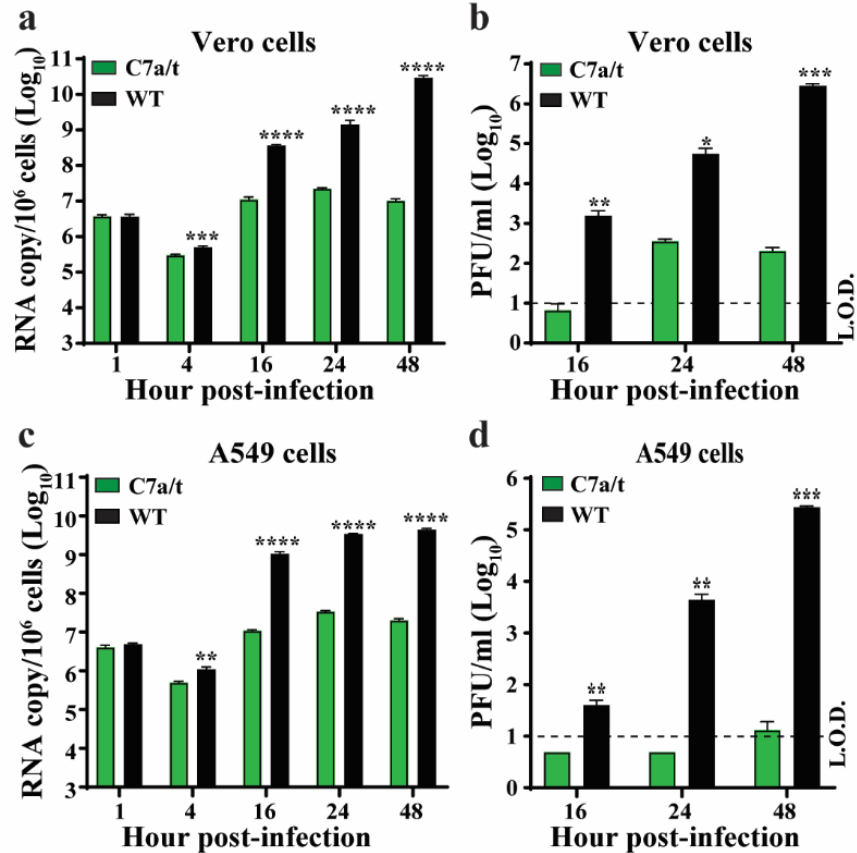 a
Vero cells
RNA copy/10⁶ cells (Log₁₀)
11
10
9
8
7
6
5
4
3
C7a/t
WT
***
****
****
****
1 4 16 24 48
Hour post-infection
b
Vero cells
PFU/ml (Log₁₀)
7
6
5
4
3
2
1
0
C7a/t
WT
**
*
***
L.O.D.
16 24 48
Hour post-infection
c
A549 cells
RNA copy/10⁶ cells (Log₁₀)
11
10
9
8
7
6
5
4
3
C7a/t
WT
**
****
****
****
1 4 16 24 48
Hour post-infection
d
A549 cells
PFU/ml (Log₁₀)
6
5
4
3
2
1
0
C7a/t
WT
**
**
***
L.O.D.
16 24 48
Hour post-infection